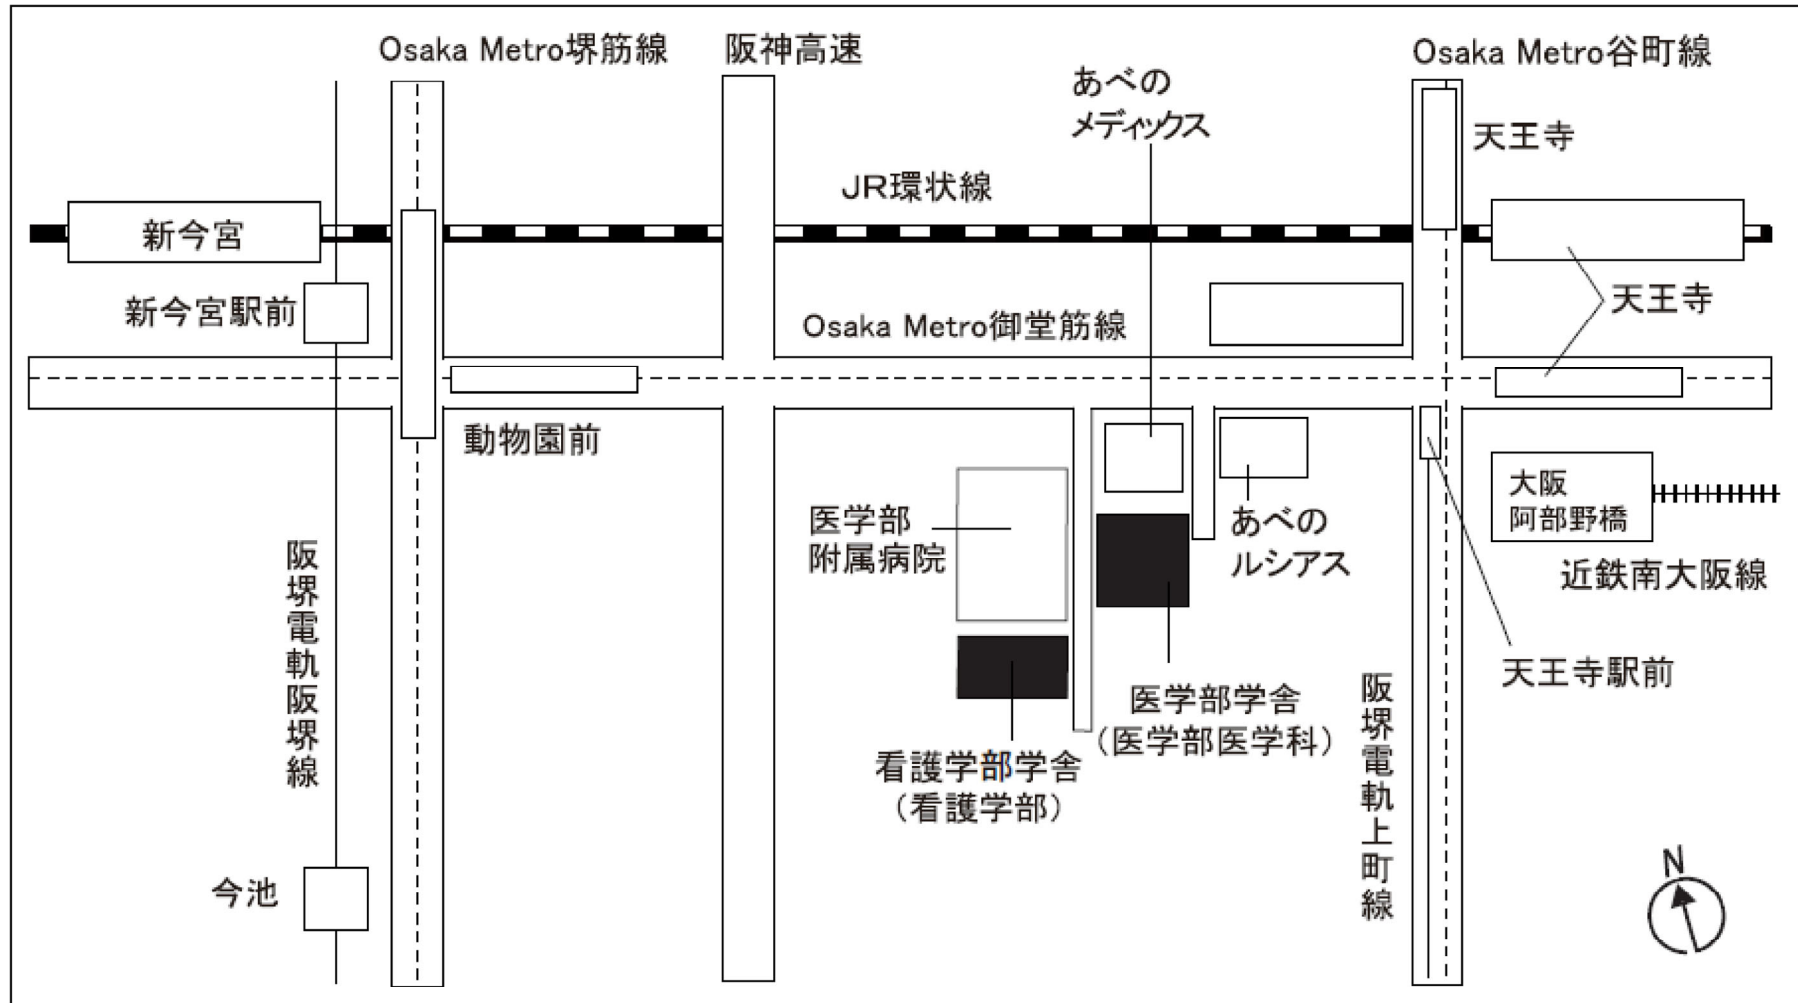 Osaka Metro堺筋線
阪神高速
Osaka Metro谷町線
あべの
メディックス
天王寺
JR環状線
新今宮
新今宮駅前
Osaka Metro御堂筋線
天王寺
動物園前
大阪
阿部野橋
医学部
附属病院
あべの
ルシアス
近鉄南大阪線
阪堺電軌阪堺線
天王寺駅前
医学部学舎
（医学部医学科）
阪堺電軌上町線
看護学部学舎
（看護学部）
今池
N